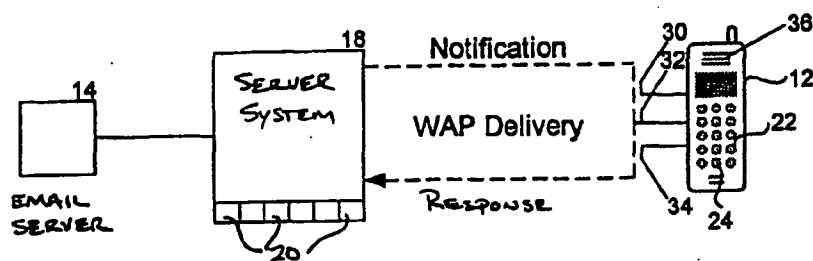 30
36
18
Notification
32
12
14
SERVER
SYSTEM
WAP Delivery
22
EMAIL
SERVER
RESPONSE
34
24
20